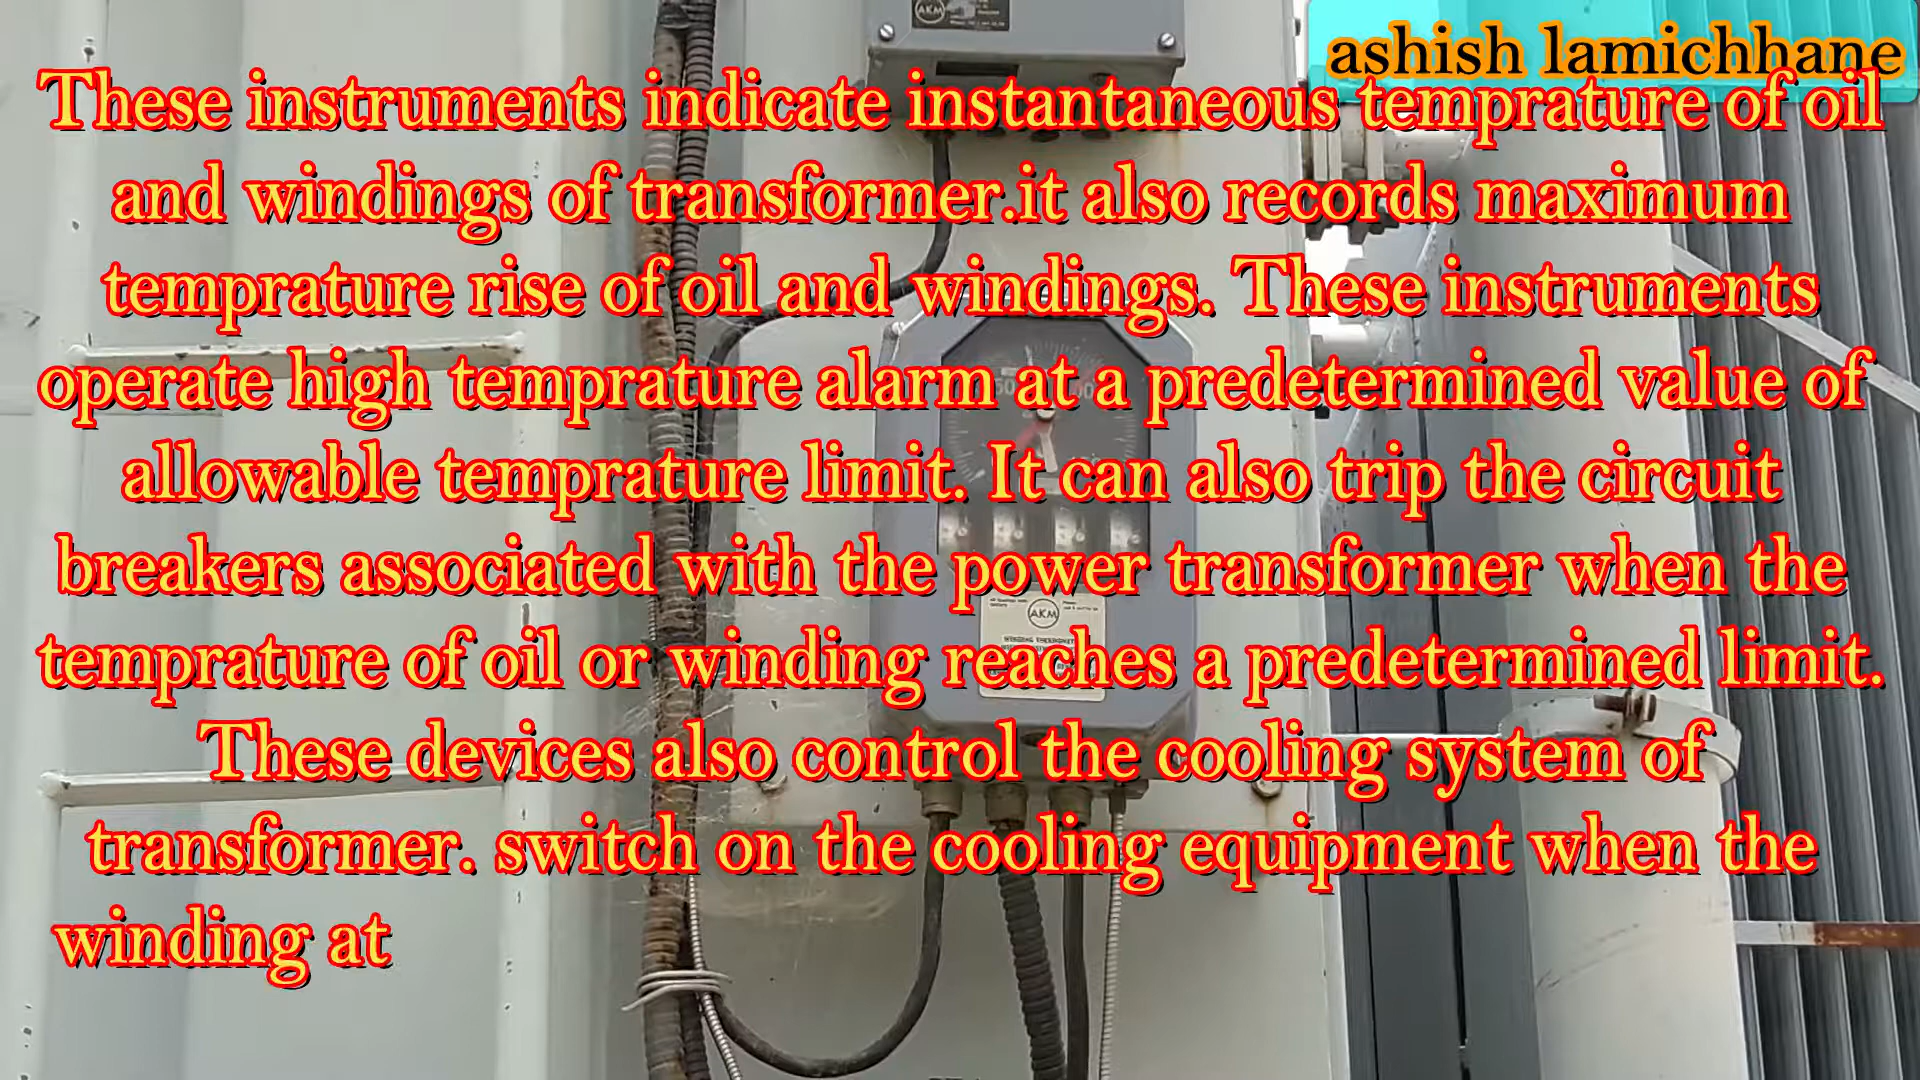 ashish lamichhane
These instruments indicate instantaneous temprature of oil
and windings of transformer.it also records maximum
temprature rise of oil and windings. These instruments
operate high temprature alarm at a predetermined value of
allowable temprature limit. It can also trip the circuit
breakers associated with the power transformer when the
temprature of oil or winding reaches a predetermined limit.
These devices also control the cooling system of
transformer. switch on the cooling equipment when the
winding at
AKM
AKM